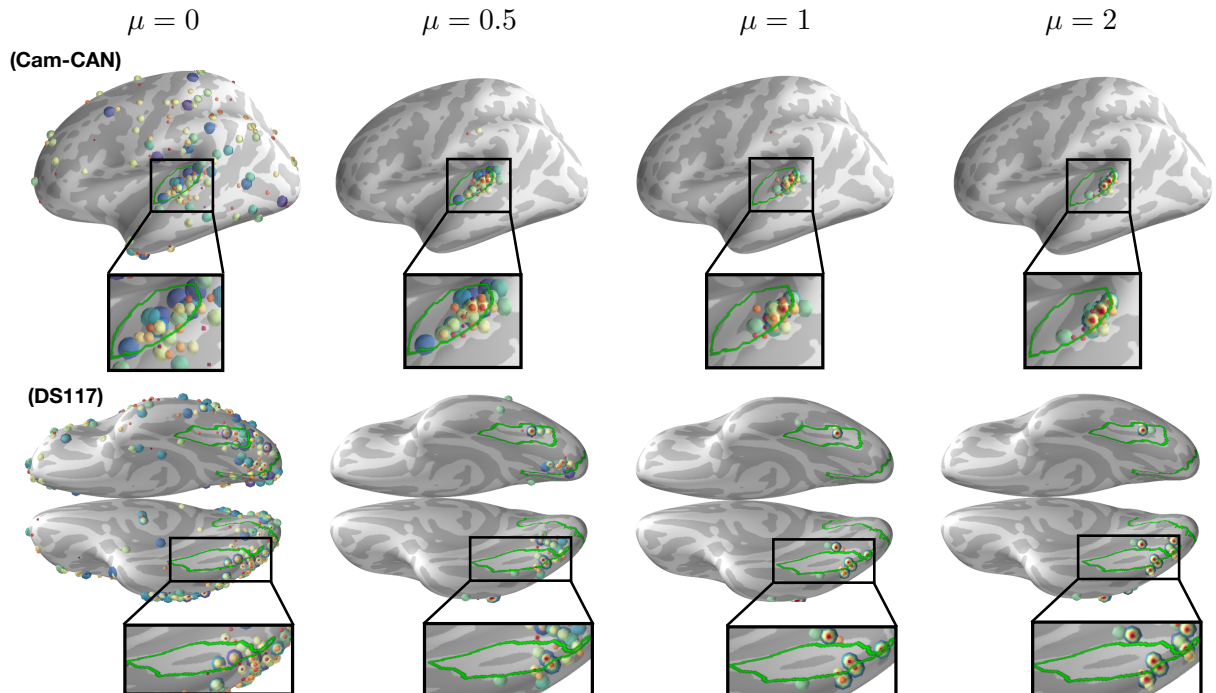 μ = 0 μ = 0.5 μ = 1 μ = 2
(Cam-CAN)
(DS117)